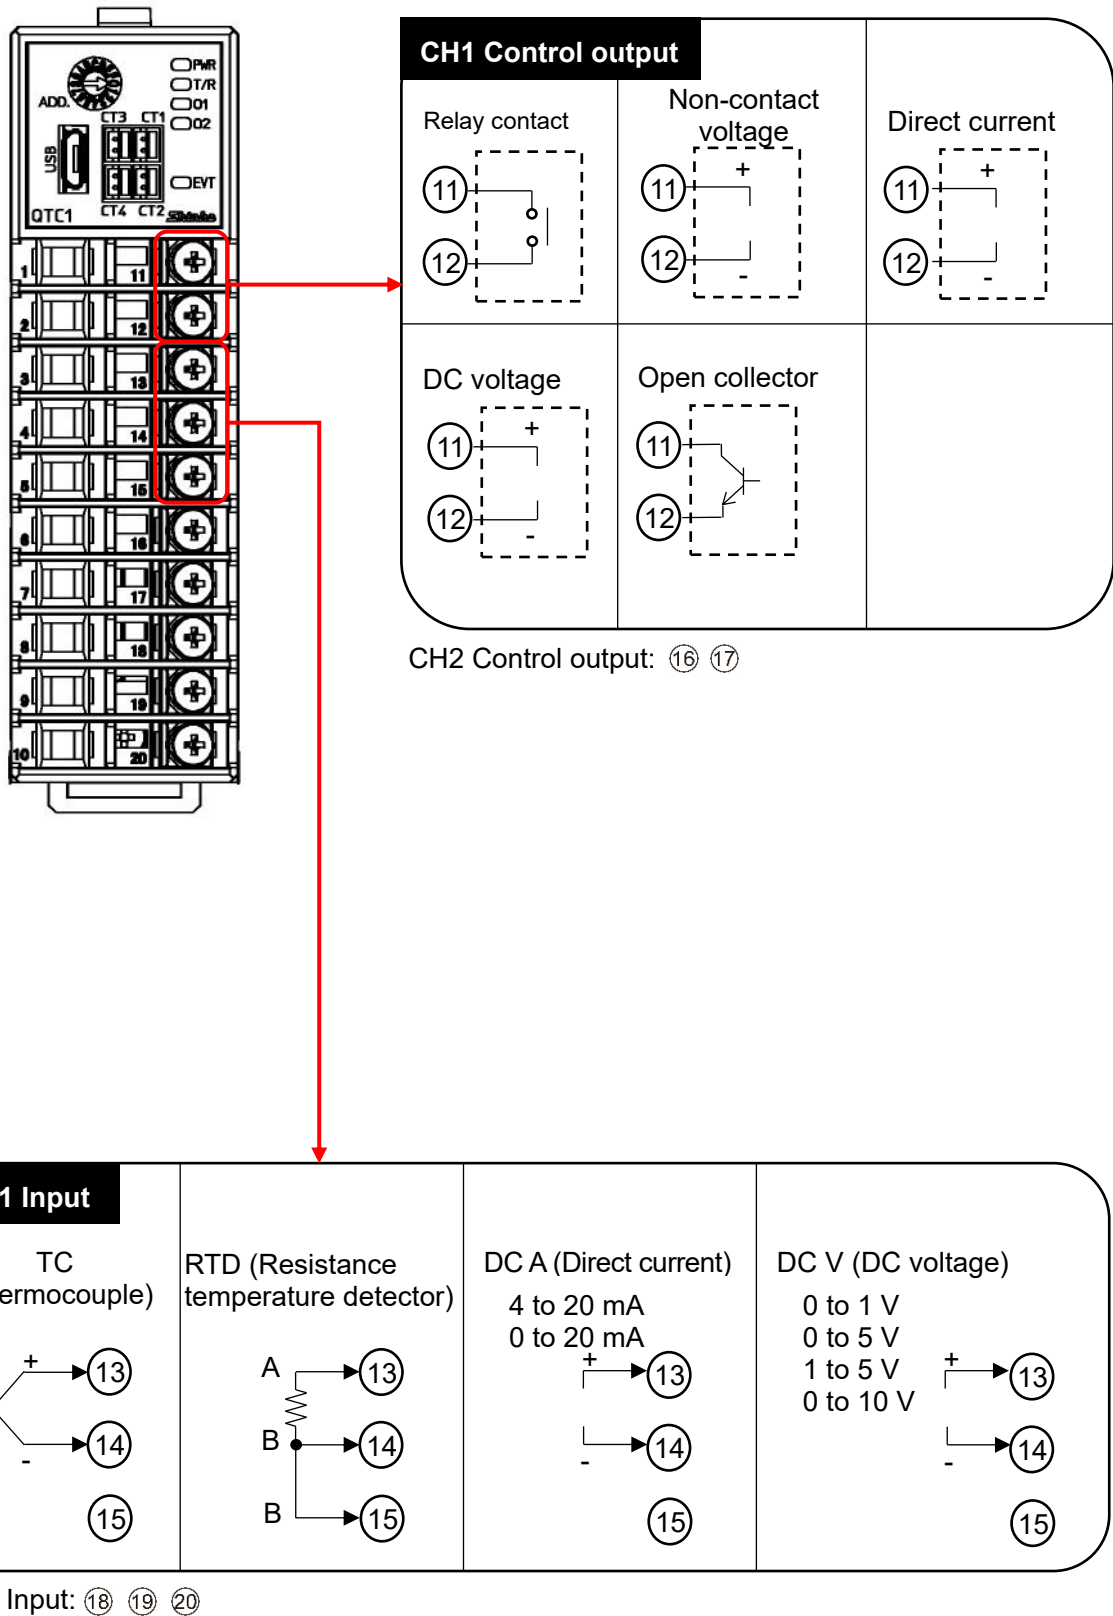 PWR
T/R
O1
O2
EVT
ADD.
CT3 CT1
USB
CT4 CT2
QTC1
Shinko
1 11
2 12
3 13
4 14
5 15
6 16
7 17
8 18
9 19
10 20
CH1 Control output
Relay contact
11
12
Non-contact
voltage
11 +
12 -
Direct current
11 +
12 -
DC voltage
11 +
12 -
Open collector
11
12
CH2 Control output: ⑯ ⑰
1 Input
TC
ermocouple)
+ 13
- 14
15
RTD (Resistance
temperature detector)
A 13
B 14
B 15
DC A (Direct current)
4 to 20 mA
0 to 20 mA
+ 13
- 14
15
DC V (DC voltage)
0 to 1 V
0 to 5 V
1 to 5 V
0 to 10 V
+ 13
- 14
15
Input: ⑱ ⑲ ⑳